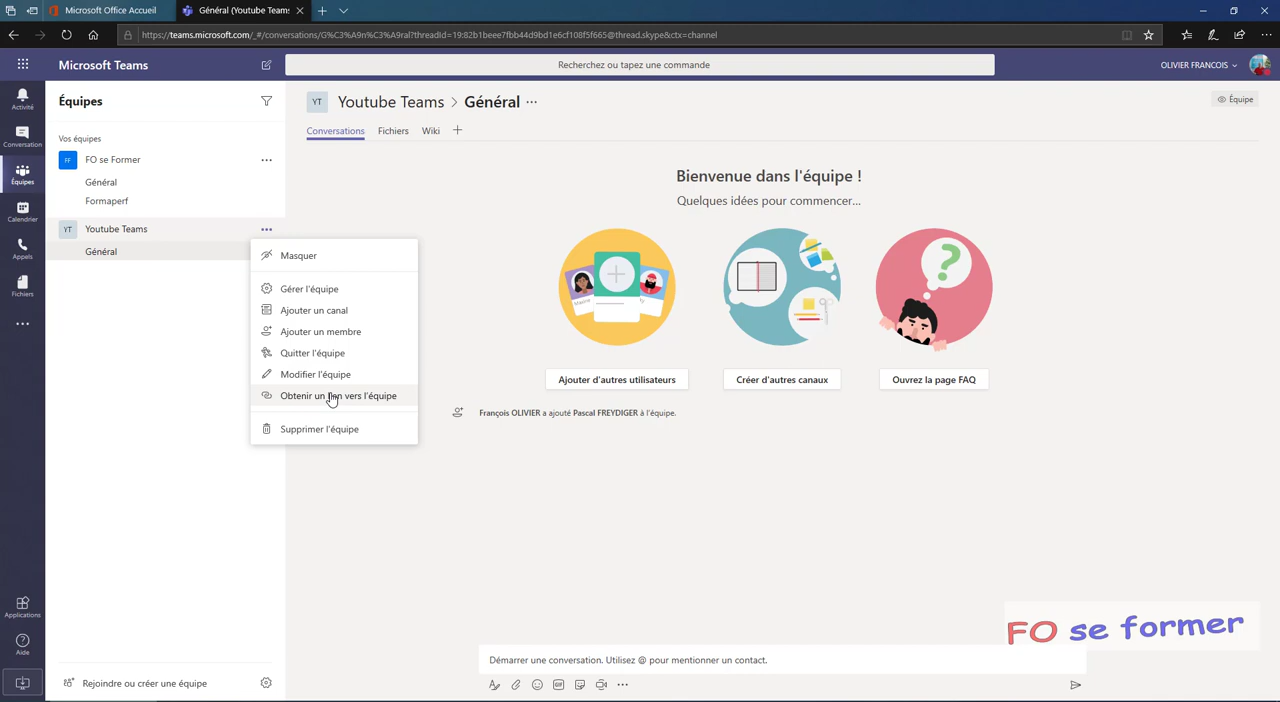 Microsoft Office Accueil
Général (Youtube Teams
https://teams.microsoft.com/_#/conversations/G%C3%A9n%C3%A9ral?threadId=19:82b1beee7fbb44d9bd1e6cf108f5f665@thread.skype&ctx=channel
Microsoft Teams
Recherchez ou tapez une commande
OLIVIER FRANCOIS
Activité
Conversation
Équipes
Calendrier
Appels
Fichiers
Applications
Aide
Équipes
Vos équipes
FF
FO se Former
Général
Formaperf
YT
Youtube Teams
Général
Masquer
Gérer l'équipe
Ajouter un canal
Ajouter un membre
Quitter l'équipe
Modifier l'équipe
Obtenir un lien vers l'équipe
Supprimer l'équipe
Rejoindre ou créer une équipe
YT
Youtube Teams > Général
Équipe
Conversations
Fichiers
Wiki
Bienvenue dans l'équipe !
Quelques idées pour commencer...
Ajouter d'autres utilisateurs
Créer d'autres canaux
Ouvrez la page FAQ
François OLIVIER a ajouté Pascal FREYDIGER à l'équipe.
FO se former
Démarrer une conversation. Utilisez @ pour mentionner un contact.
GIF